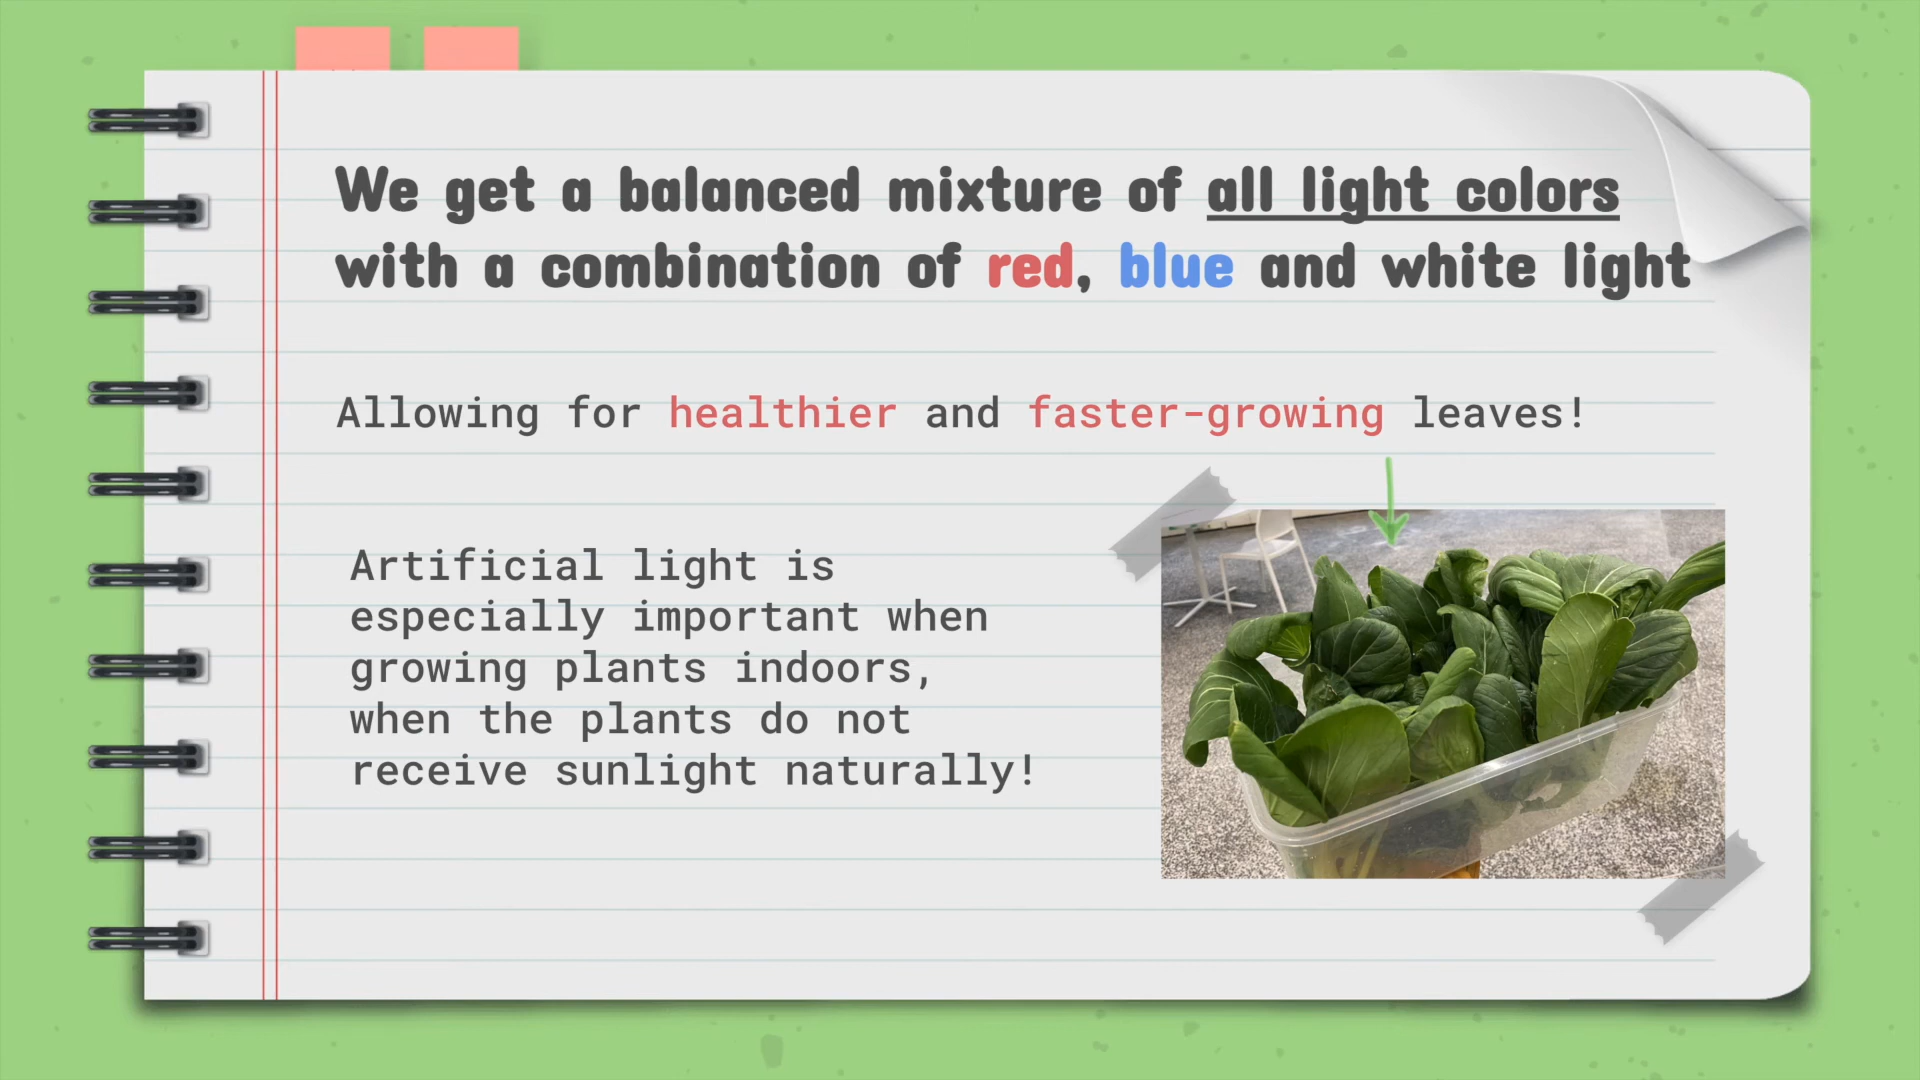 We get a balanced mixture of all light colors
with a combination of red, blue and white light
Allowing for healthier and faster-growing leaves!
Artificial light is
especially important when
growing plants indoors,
when the plants do not
receive sunlight naturally!